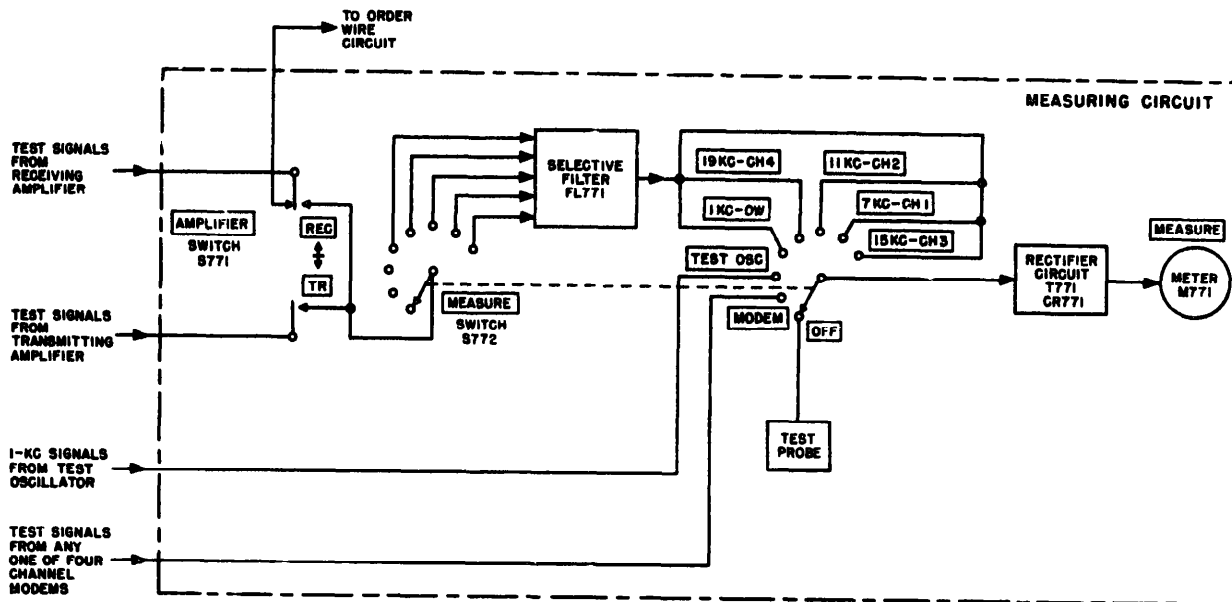 TO ORDER
WIRE
CIRCUIT
MEASURING CIRCUIT
TEST SIGNALS
FROM
RECEIVING
AMPLIFIER
AMPLIFIER
SWITCH
S771
REC
TR
TEST SIGNALS
FROM
TRANSMITTING
AMPLIFIER
MEASURE
SWITCH
S772
SELECTIVE
FILTER
FL771
19KC-CH4
11KC-CH2
1KC-OW
7KC-CH1
15KC-CH3
TEST OSC
MODEM
OFF
TEST
PROBE
RECTIFIER
CIRCUIT
T771
CR771
MEASURE
METER
M771
1-KC SIGNALS
FROM TEST
OSCILLATOR
TEST SIGNALS
FROM ANY
ONE OF FOUR
CHANNEL
MODEMS